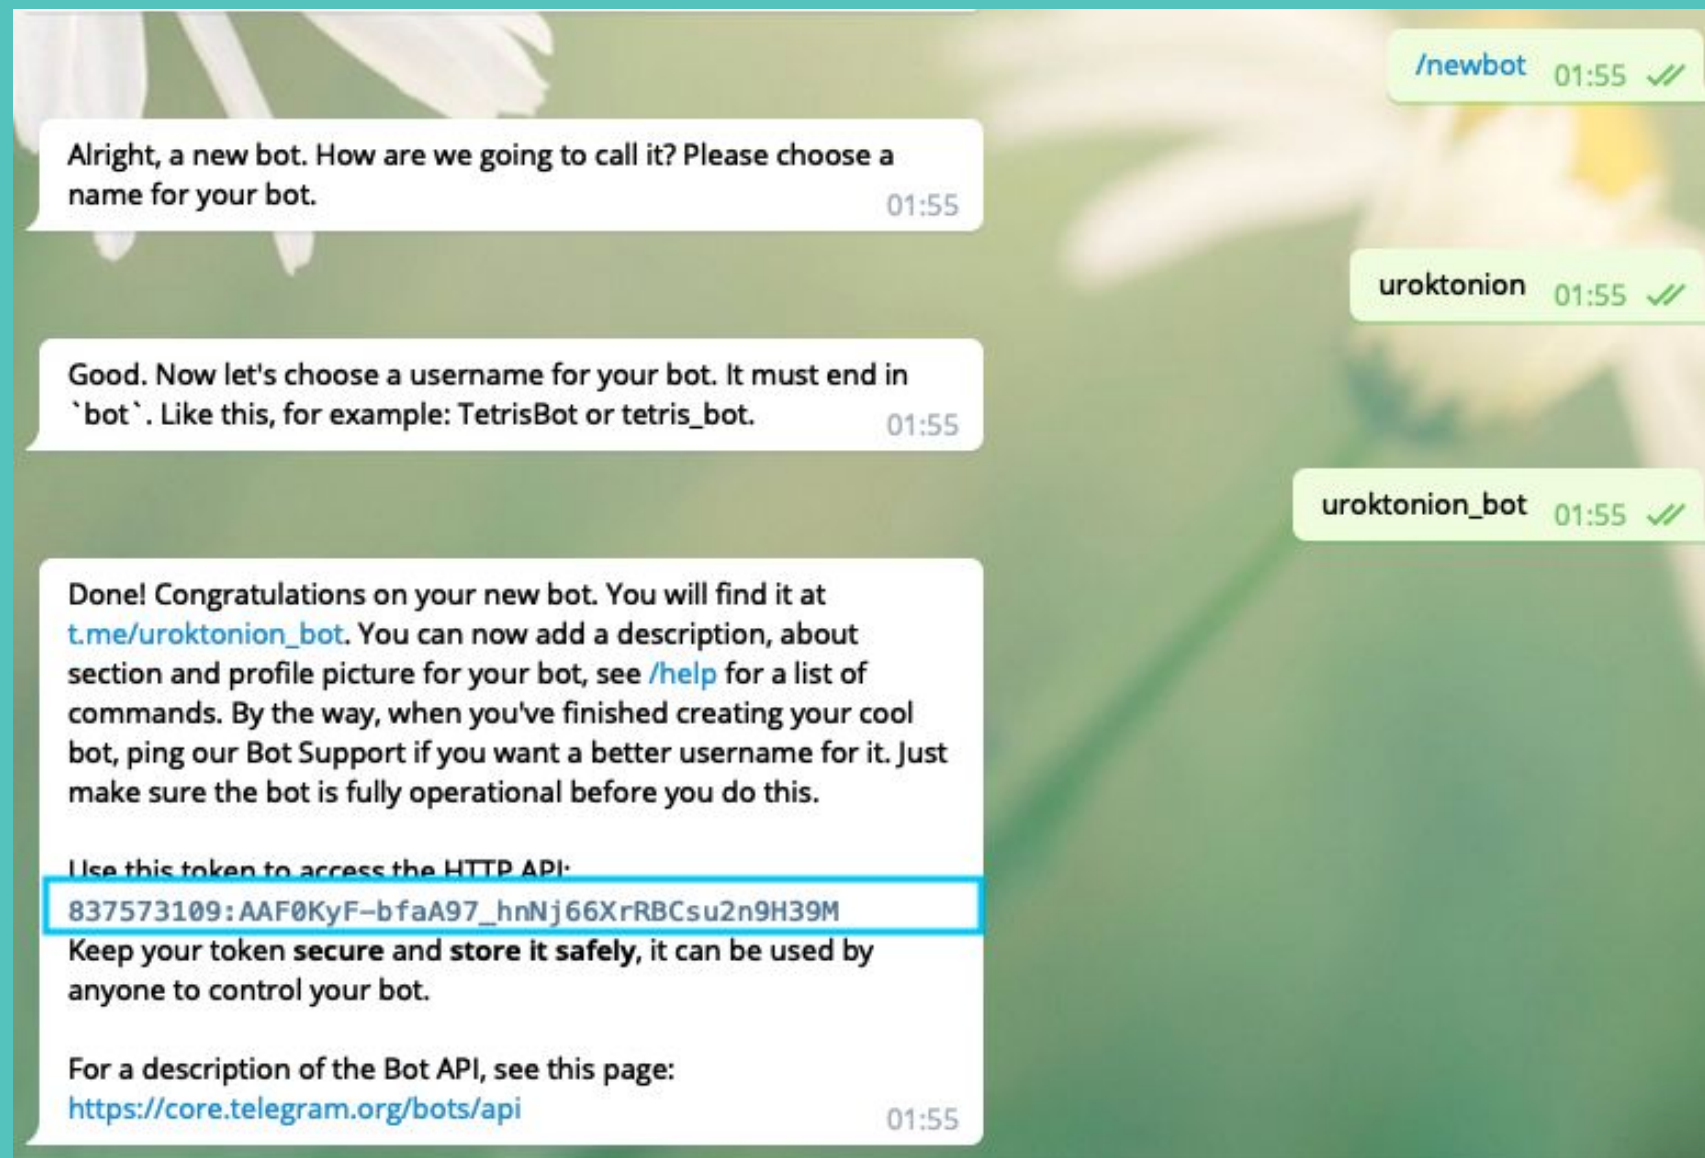 /newbot 01:55
Alright, a new bot. How are we going to call it? Please choose a
name for your bot.
01:55
uroktonion 01:55
Good. Now let's choose a username for your bot. It must end in
`bot`. Like this, for example: TetrisBot or tetris_bot.
01:55
uroktonion_bot 01:55
Done! Congratulations on your new bot. You will find it at
t.me/uroktonion_bot. You can now add a description, about
section and profile picture for your bot, see /help for a list of
commands. By the way, when you've finished creating your cool
bot, ping our Bot Support if you want a better username for it. Just
make sure the bot is fully operational before you do this.
Use this token to access the HTTP API:
837573109:AAF0KyF-bfaA97_hnNj66XrRBCsu2n9H39M
Keep your token secure and store it safely, it can be used by
anyone to control your bot.
For a description of the Bot API, see this page:
https://core.telegram.org/bots/api
01:55